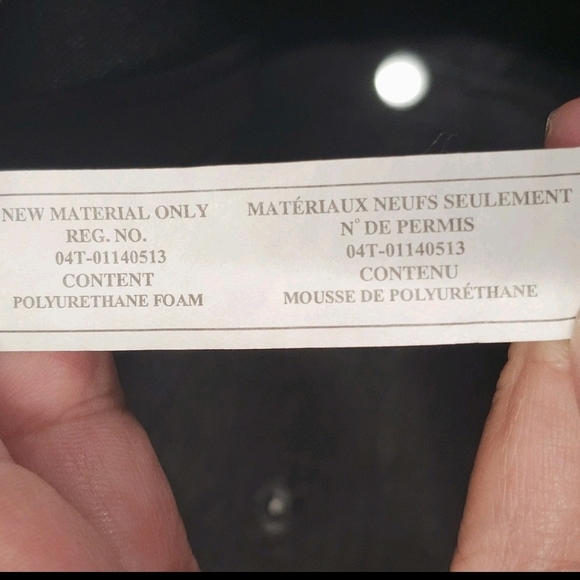 NEW MATERIAL ONLY
REG. NO.
04T-01140513
CONTENT
POLYURETHANE FOAM
MATÉRIAUX NEUFS SEULEMENT
N° DE PERMIS
04T-01140513
CONTENU
MOUSSE DE POLYURÉTHANE